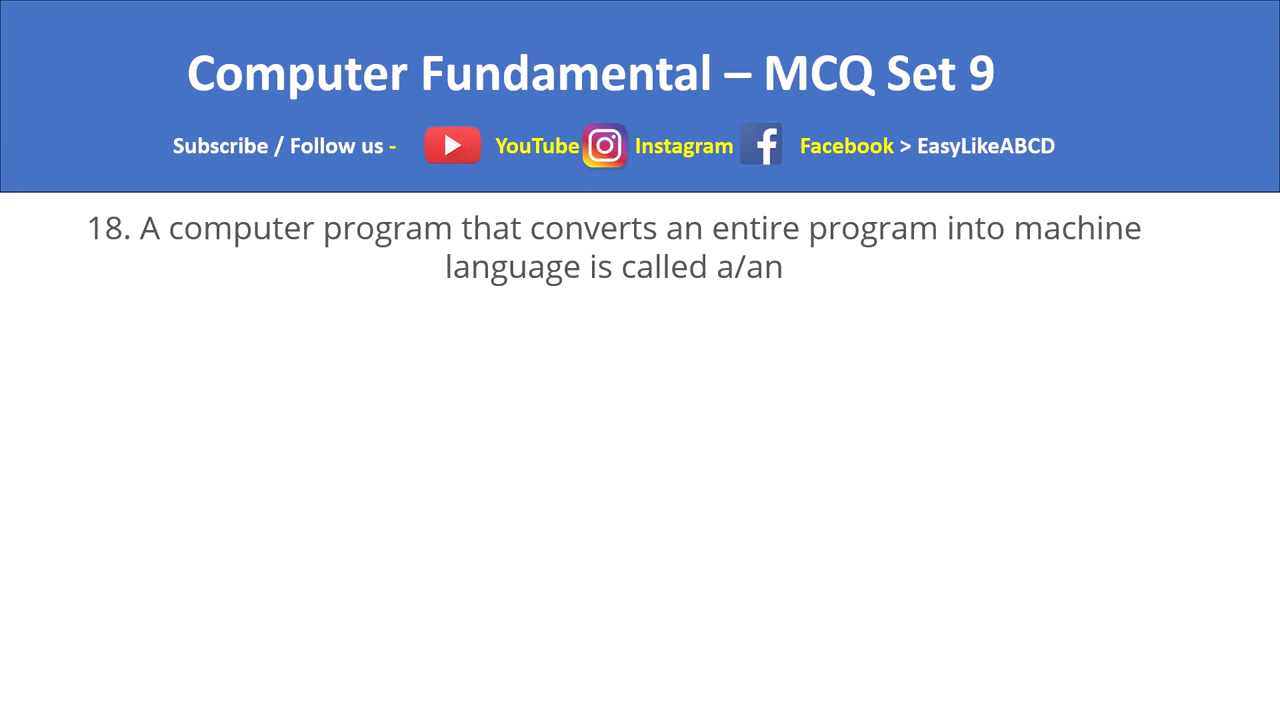 Computer Fundamental – MCQ Set 9
Subscribe / Follow us - YouTube Instagram Facebook > EasyLikeABCD
18. A computer program that converts an entire program into machine
language is called a/an